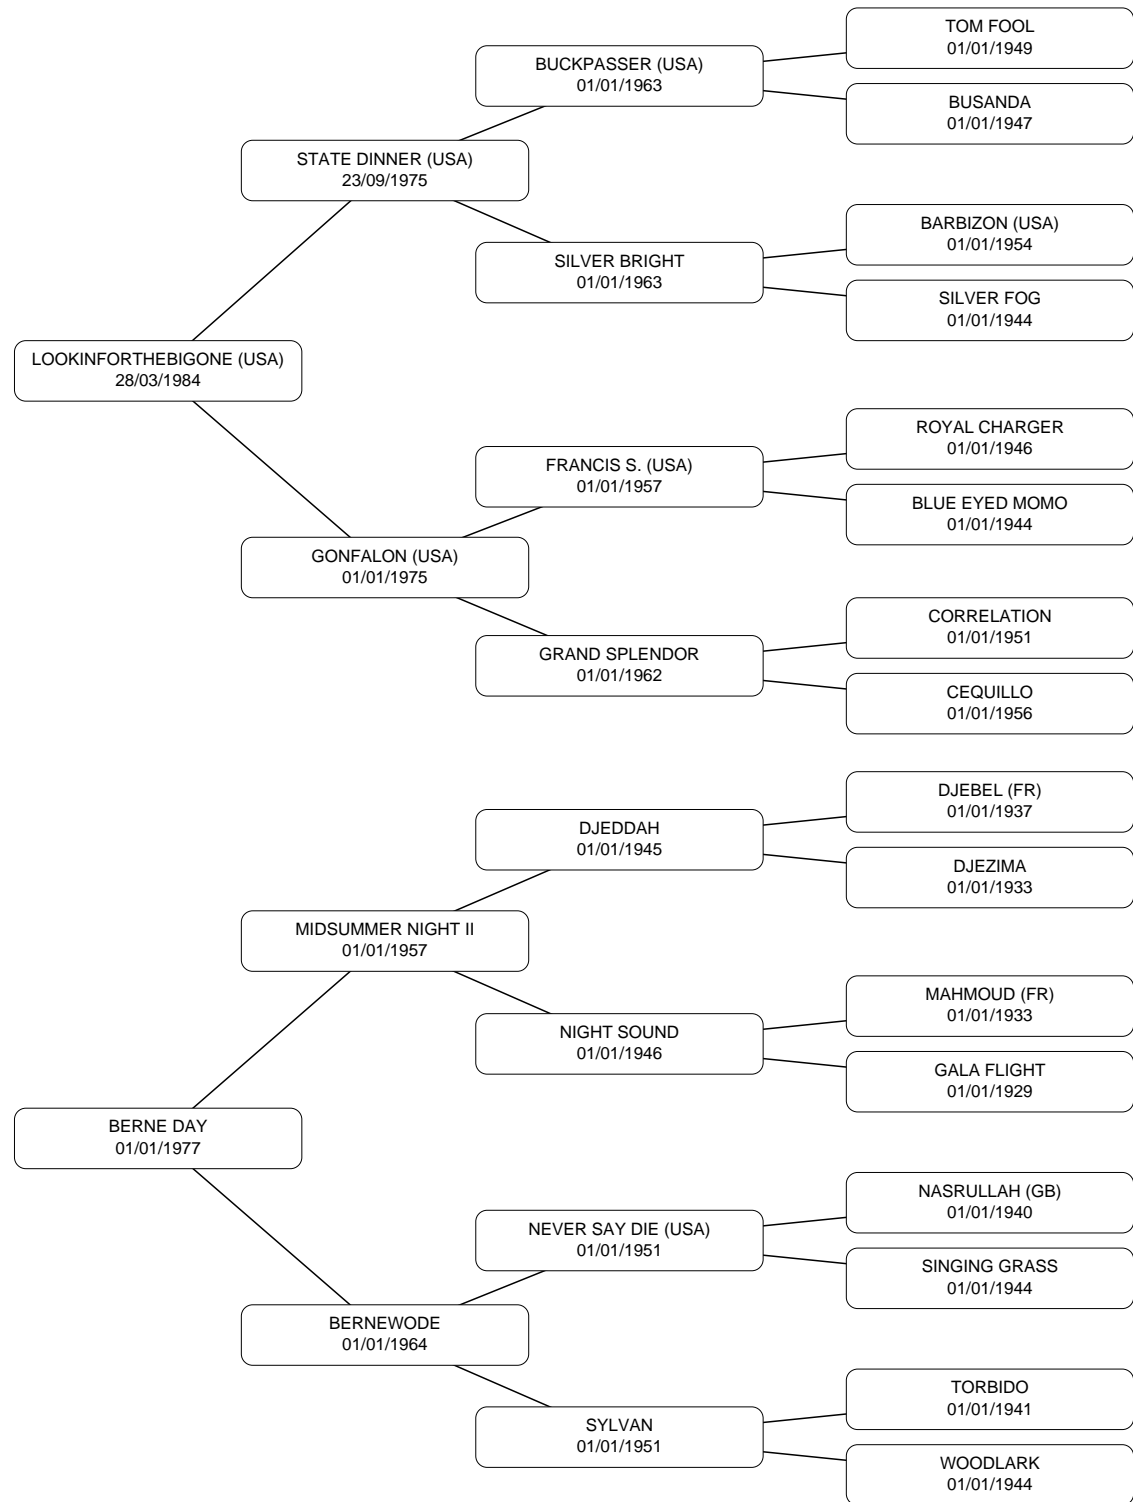 TOM FOOL
01/01/1949
BUCKPASSER (USA)
01/01/1963
BUSANDA
01/01/1947
STATE DINNER (USA)
23/09/1975
BARBIZON (USA)
01/01/1954
SILVER BRIGHT
01/01/1963
SILVER FOG
01/01/1944
LOOKINFORTHEBIGONE (USA)
28/03/1984
ROYAL CHARGER
01/01/1946
FRANCIS S. (USA)
01/01/1957
BLUE EYED MOMO
01/01/1944
GONFALON (USA)
01/01/1975
CORRELATION
01/01/1951
GRAND SPLENDOR
01/01/1962
CEQUILLO
01/01/1956
DJEBEL (FR)
01/01/1937
DJEDDAH
01/01/1945
DJEZIMA
01/01/1933
MIDSUMMER NIGHT II
01/01/1957
MAHMOUD (FR)
01/01/1933
NIGHT SOUND
01/01/1946
GALA FLIGHT
01/01/1929
BERNE DAY
01/01/1977
NASRULLAH (GB)
01/01/1940
NEVER SAY DIE (USA)
01/01/1951
SINGING GRASS
01/01/1944
BERNEWODE
01/01/1964
TORBIDO
01/01/1941
SYLVAN
01/01/1951
WOODLARK
01/01/1944